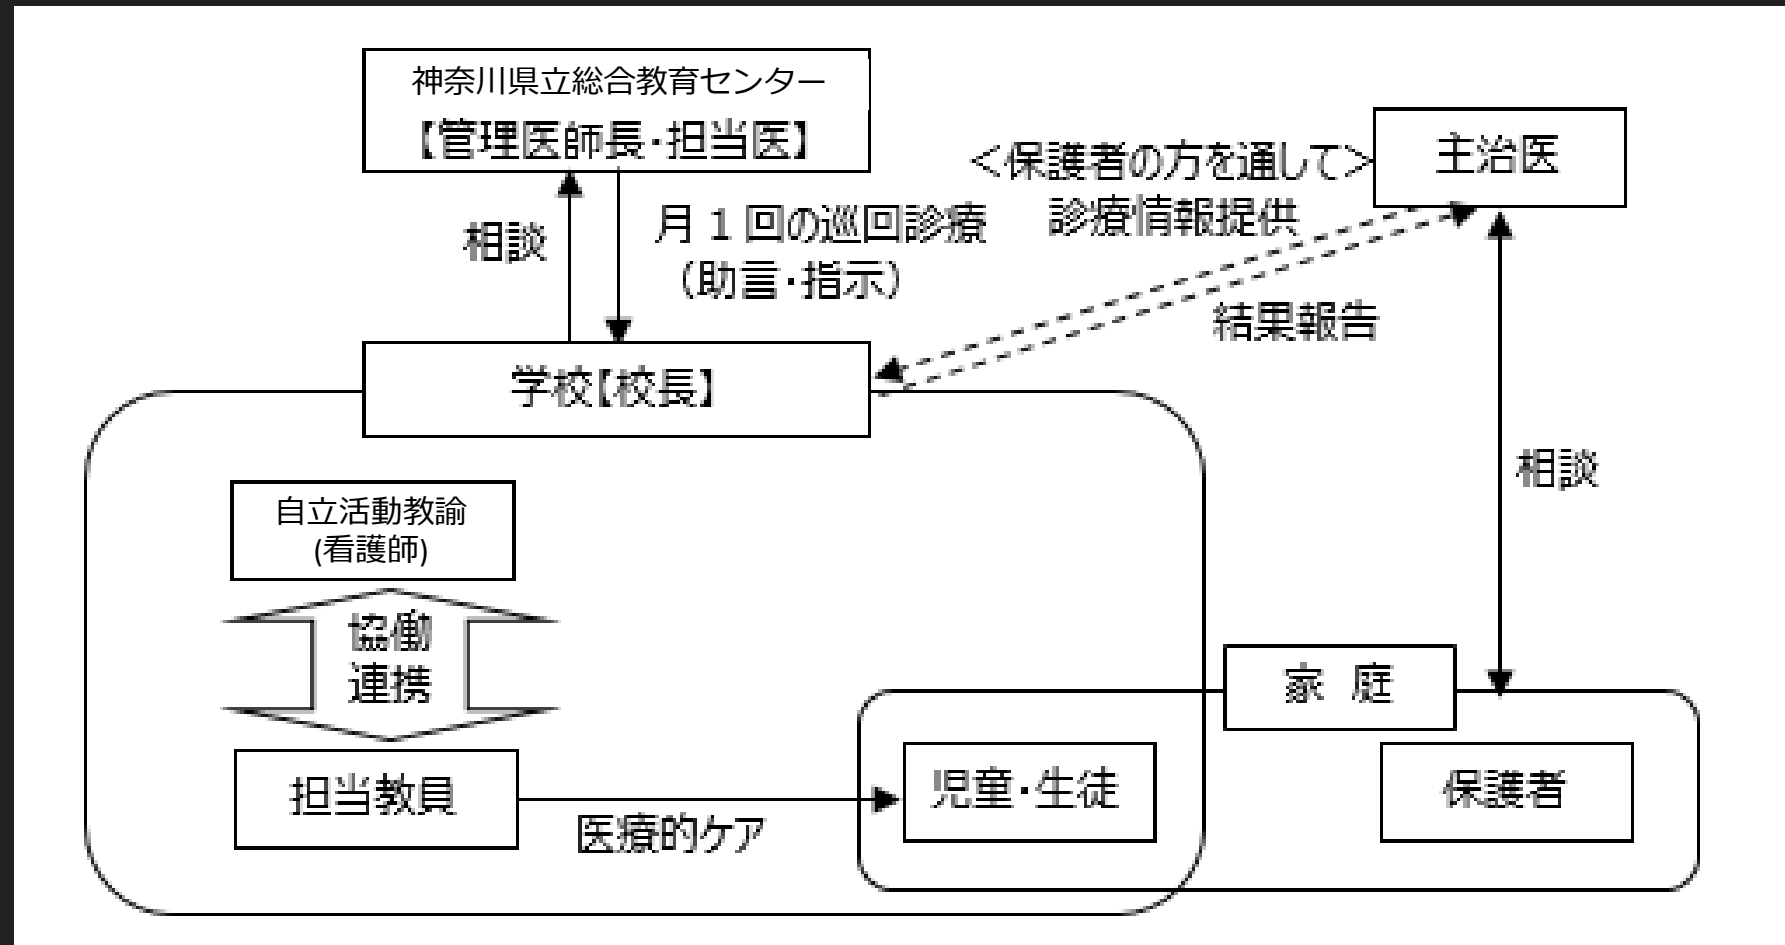 神奈川県立総合教育センター
【管理医師長・担当医】
主治医
＜保護者の方を通して＞
診療情報提供
相談
月１回の巡回診療
（助言・指示）
結果報告
学校【校長】
相談
自立活動教諭
(看護師)
協働
連携
家 庭
担当教員
医療的ケア
児童・生徒
保護者